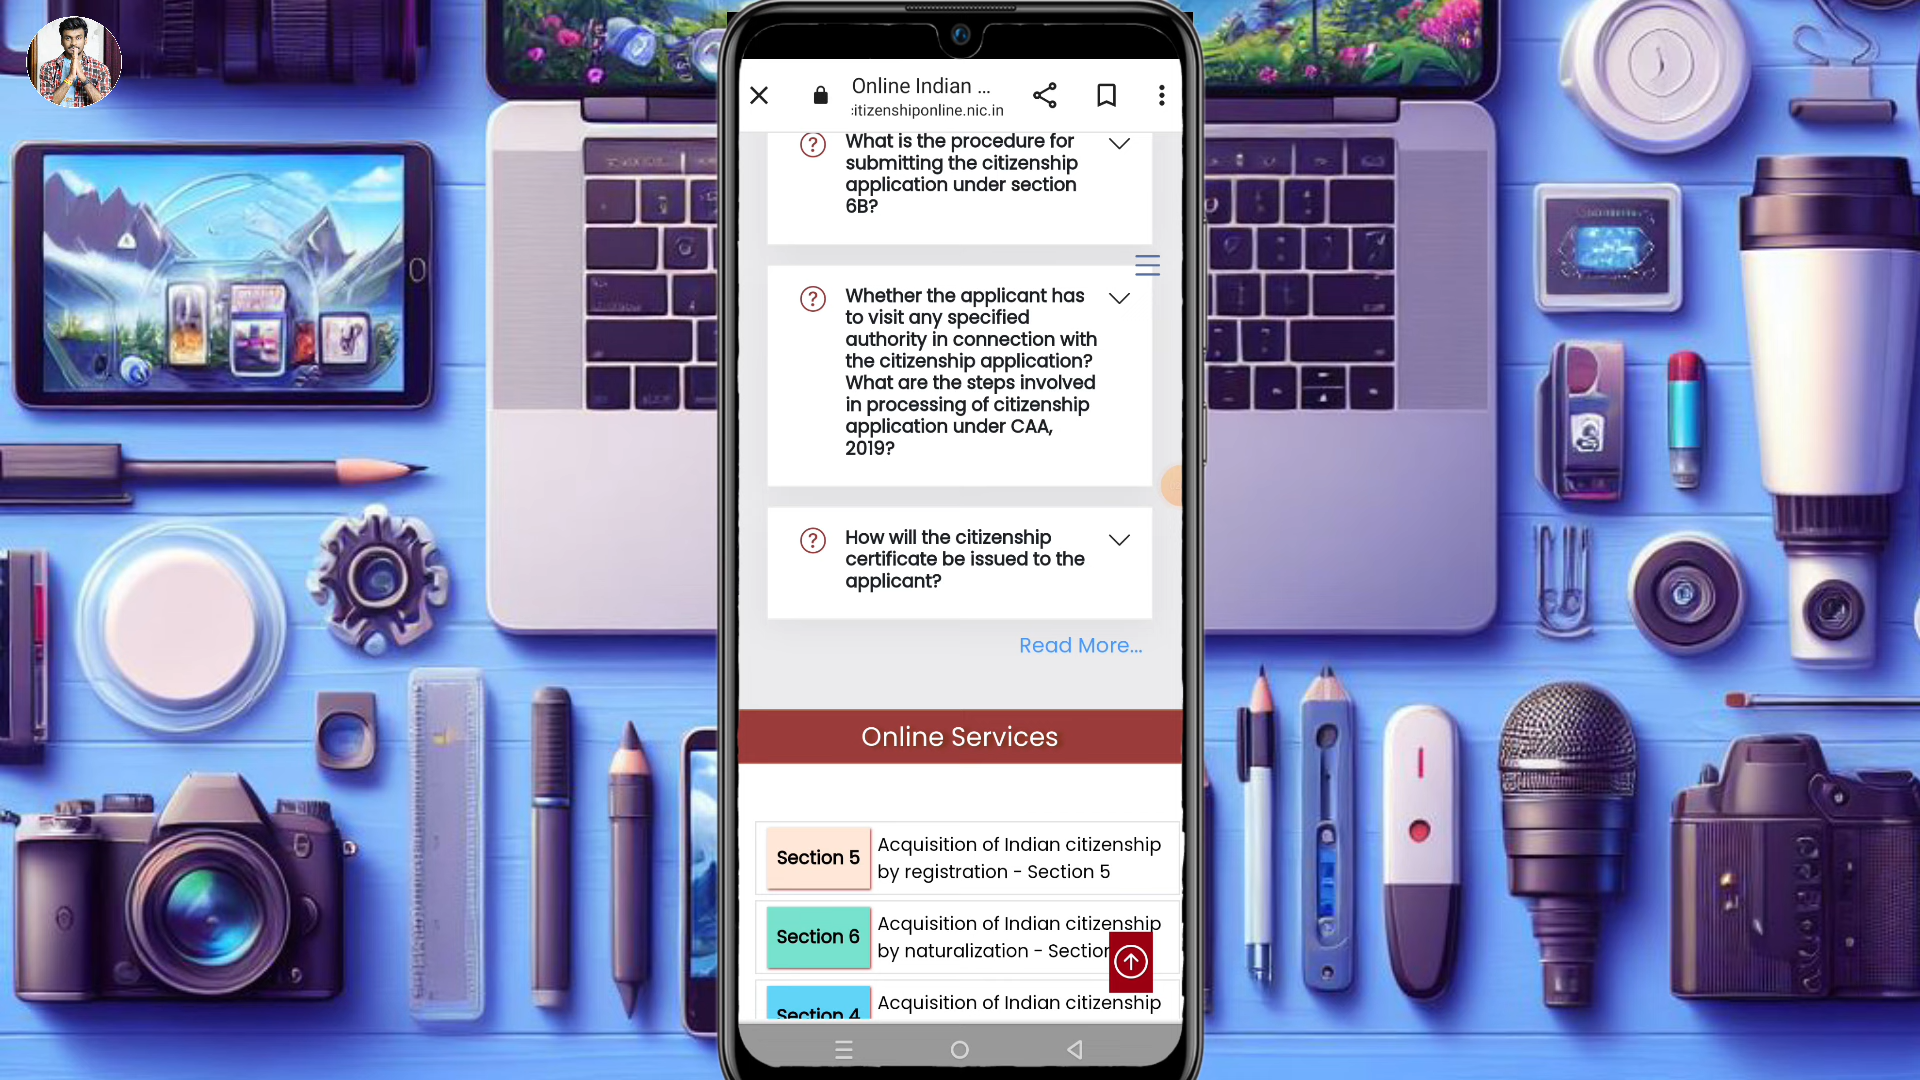 Online Indian ...
:itizenshiponline.nic.in
What is the procedure for
submitting the citizenship
application under section
6B?
Whether the applicant has
to visit any specified
authority in connection with
the citizenship application?
What are the steps involved
in processing of citizenship
application under CAA,
2019?
How will the citizenship
certificate be issued to the
applicant?
Read More...
Online Services
Section 5
Acquisition of Indian citizenship
by registration - Section 5
Section 6
Acquisition of Indian citizenship
by naturalization - Section
Section 4
Acquisition of Indian citizenship